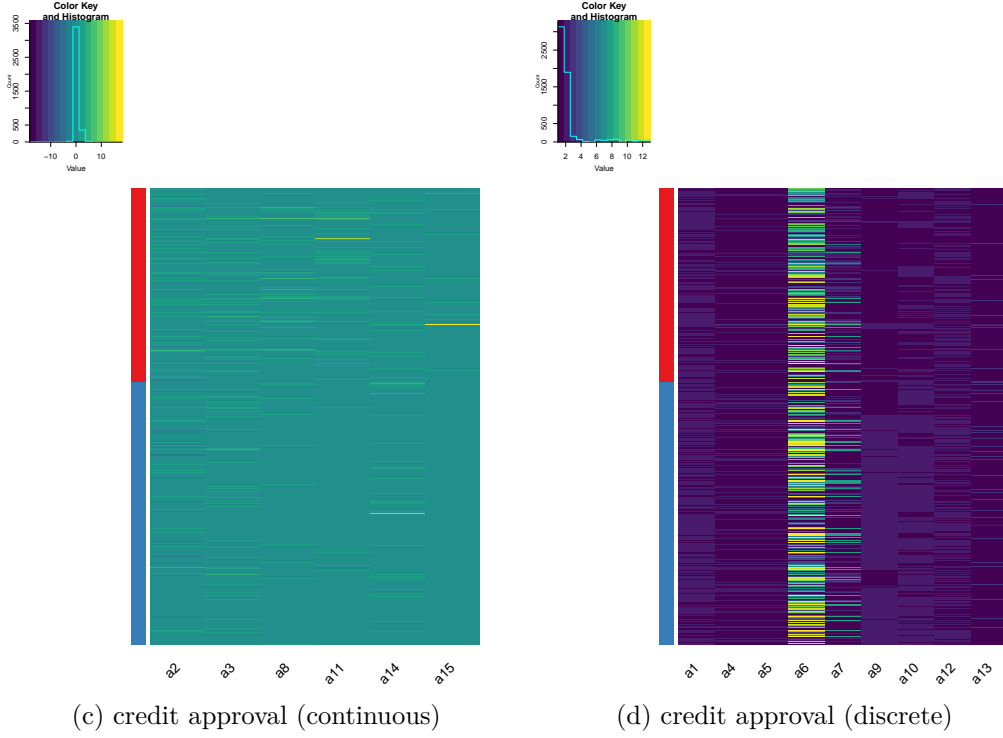 Color Key
and Histogram
Count
0 500 1500 2500 3500
−10 0 10
Value
Color Key
and Histogram
Count
0 500 1500 2500
2 4 6 8 10 12
Value
a2 a3 a8 a11 a14 a15
a1 a4 a5 a6 a7 a9 a10 a12 a13
(c) credit approval (continuous)
(d) credit approval (discrete)